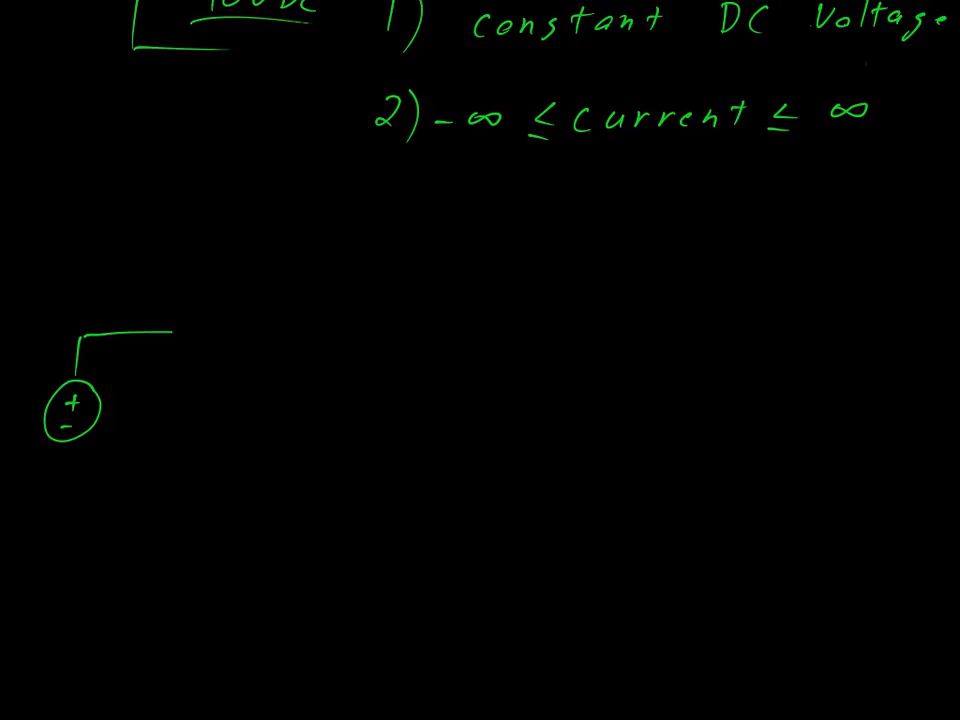 1) constant DC Voltage
2) - ∞ ≤ current ≤ ∞
+
-